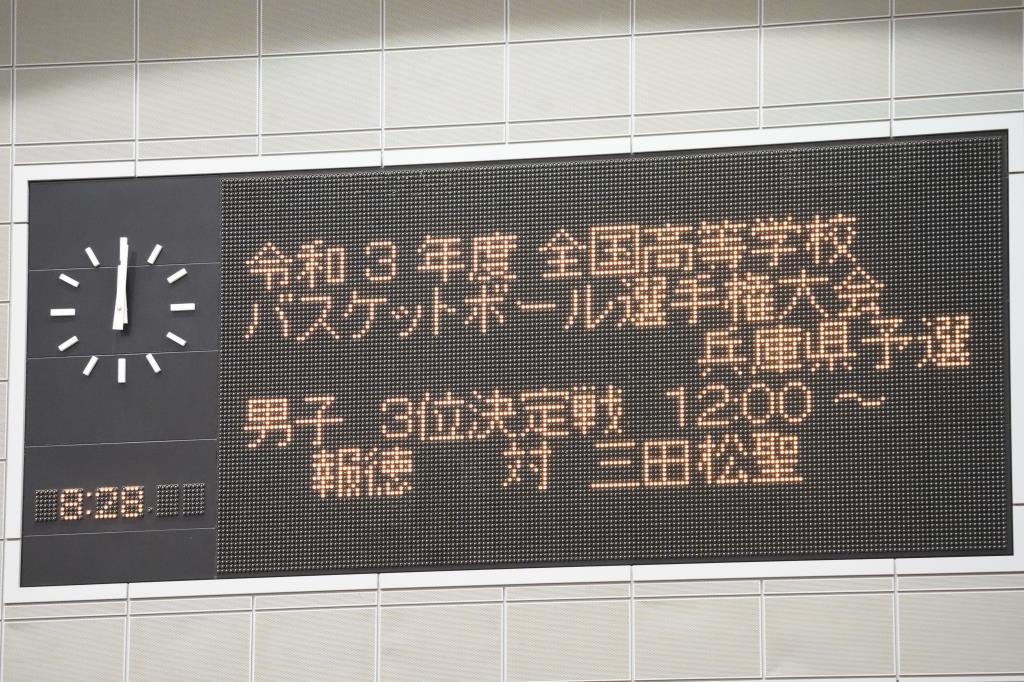 令和3年度 全国高等学校
バスケットボール選手権大会
兵庫県予選
男子 3位決定戦 12:00～
報徳 対 三田松聖
8:28